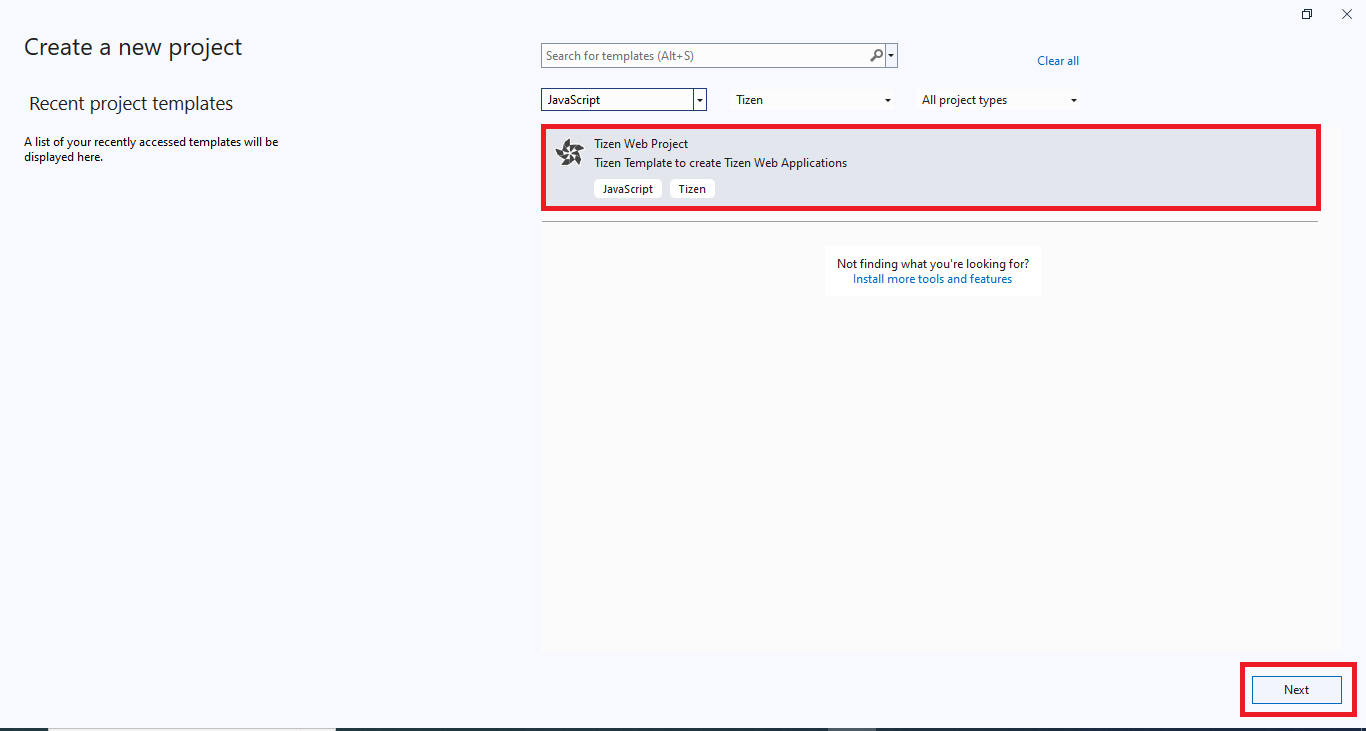 Create a new project
Recent project templates
A list of your recently accessed templates will be
displayed here.
Search for templates (Alt+S)
Clear all
JavaScript
Tizen
All project types
Tizen Web Project
Tizen Template to create Tizen Web Applications
JavaScript
Tizen
Not finding what you're looking for?
Install more tools and features
Next